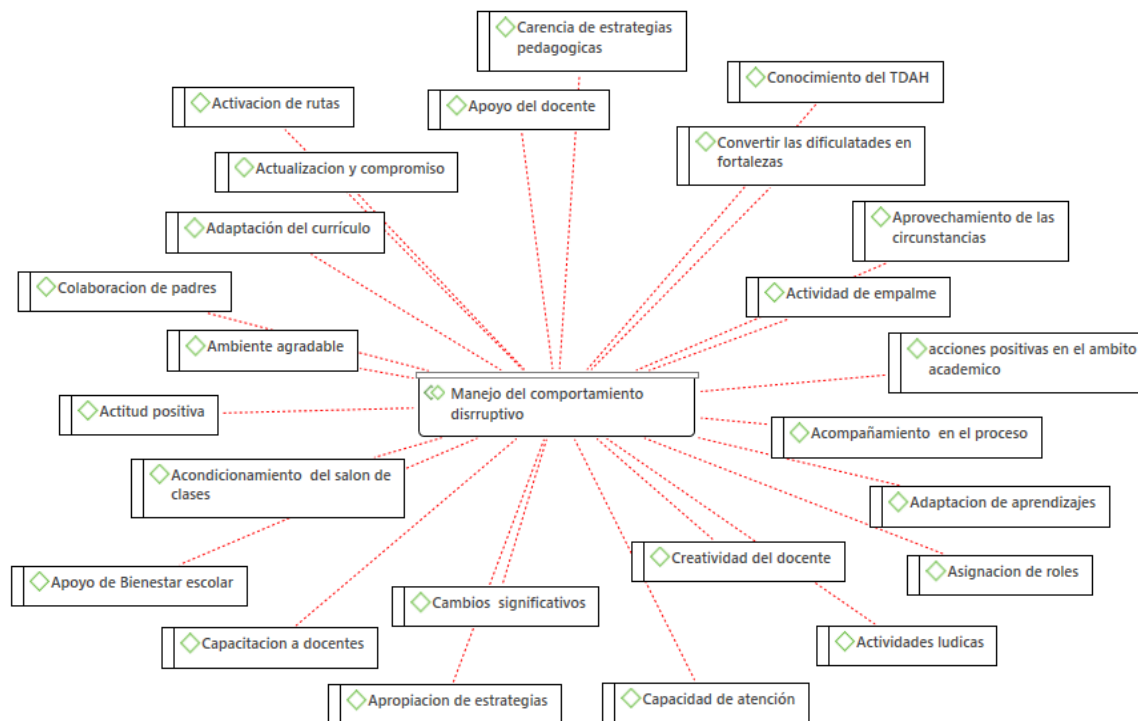 Carencia de estrategias
pedagogicas
Conocimiento del TDAH
Activacion de rutas
Apoyo del docente
Convertir las dificulatades en
fortalezas
Actualizacion y compromiso
Aprovechamiento de las
circunstancias
Adaptación del currículo
Colaboracion de padres
Actividad de empalme
Ambiente agradable
acciones positivas en el ambito
academico
Manejo del comportamiento
disrruptivo
Actitud positiva
Acompañamiento en el proceso
Acondicionamiento del salon de
clases
Adaptacion de aprendizajes
Creatividad del docente
Asignacion de roles
Apoyo de Bienestar escolar
Cambios significativos
Capacitacion a docentes
Actividades ludicas
Apropiacion de estrategias
Capacidad de atención